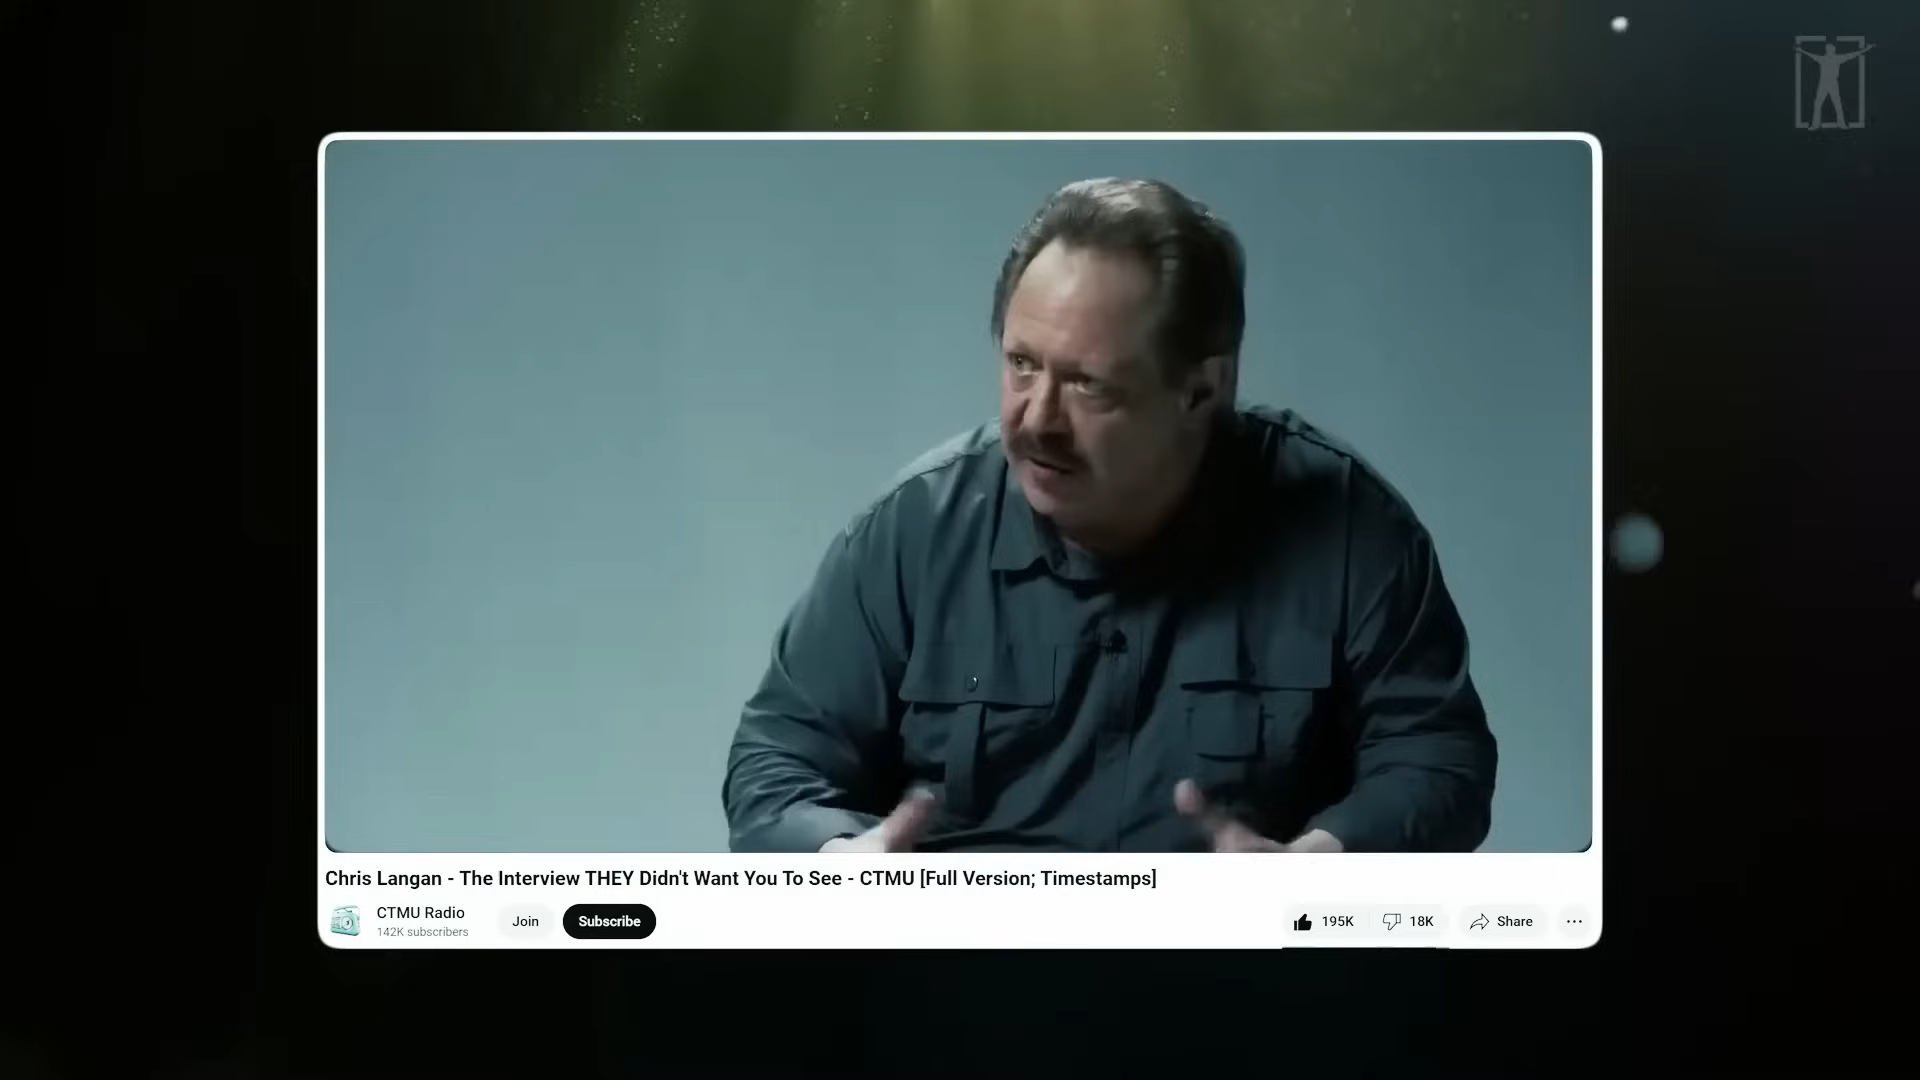 Chris Langan - The Interview THEY Didn't Want You To See - CTMU [Full Version; Timestamps]
CTMU Radio
142K subscribers
Join
Subscribe
195K
18K
Share